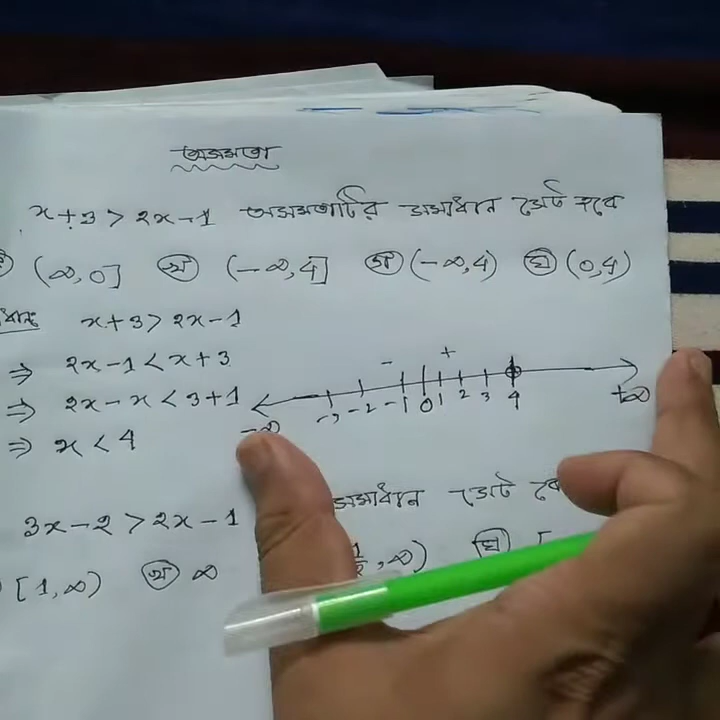 অসমতা
x+3 > 2x-1 অসমতাটির সমাধান সেট হবে
(∞,0] খ (-∞,4] গ (-∞,4) ঘ (0,4)
x+3 > 2x-1
⇒ 2x-1 < x+3
⇒ 2x-x < 3+1
⇒ x < 4
- +
-3 -2 -1 0 1 2 3 4
-∞ +∞
3x-2 > 2x-1 সমাধান সেট
[1,∞) খ ∞ ,∞) ঘ [